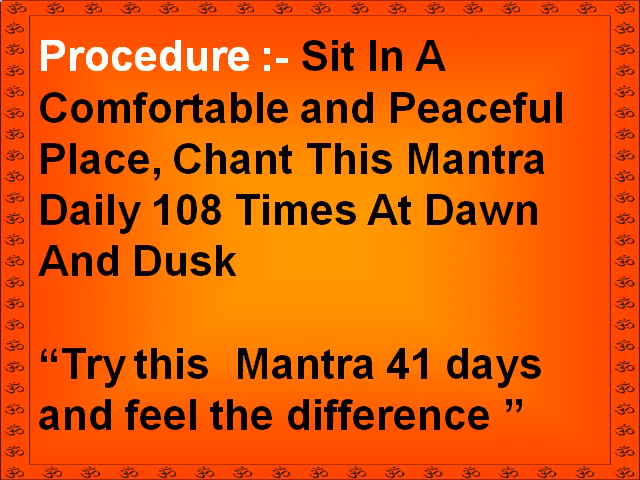 Procedure :- Sit In A
Comfortable and Peaceful
Place, Chant This Mantra
Daily 108 Times At Dawn
And Dusk
“Try this Mantra 41 days
and feel the difference ”